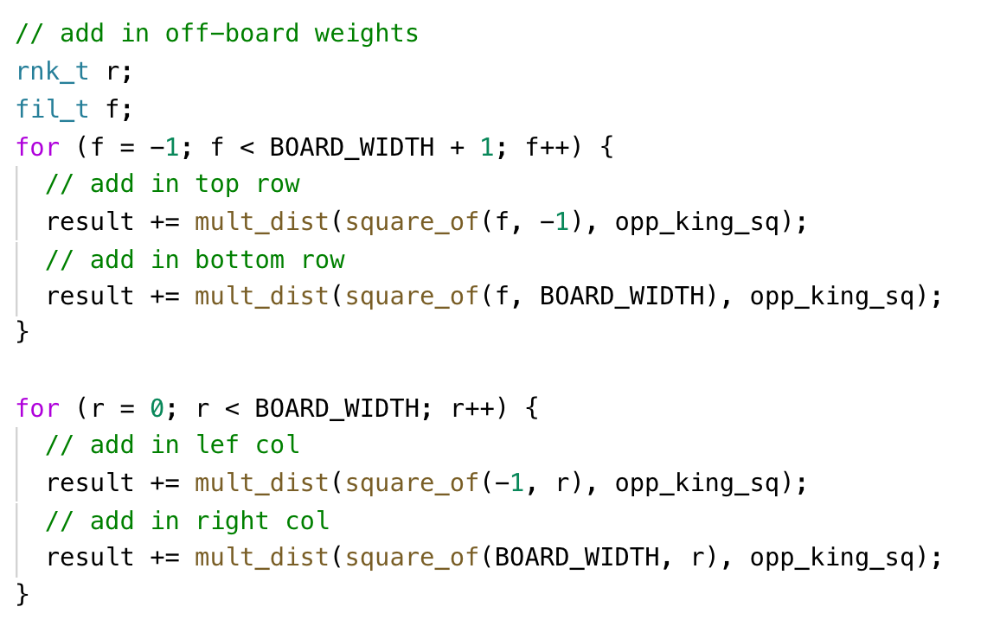 // add in off-board weights
rnk_t r;
fil_t f;
for (f = -1; f < BOARD_WIDTH + 1; f++) {
  // add in top row
  result += mult_dist(square_of(f, -1), opp_king_sq);
  // add in bottom row
  result += mult_dist(square_of(f, BOARD_WIDTH), opp_king_sq);
}

for (r = 0; r < BOARD_WIDTH; r++) {
  // add in lef col
  result += mult_dist(square_of(-1, r), opp_king_sq);
  // add in right col
  result += mult_dist(square_of(BOARD_WIDTH, r), opp_king_sq);
}